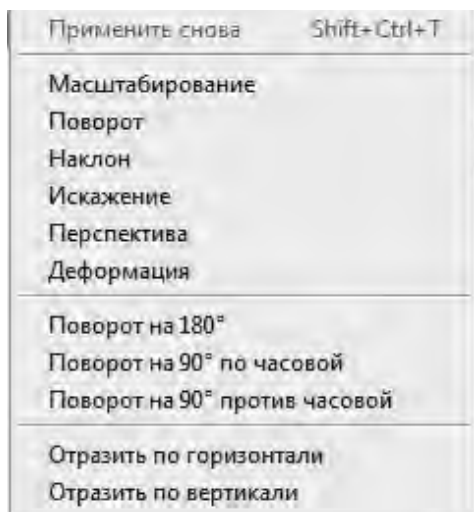 Применить снова Shift+Ctrl+T
Масштабирование
Поворот
Наклон
Искажение
Перспектива
Деформация
Поворот на 180°
Поворот на 90° по часовой
Поворот на 90° против часовой
Отразить по горизонтали
Отразить по вертикали